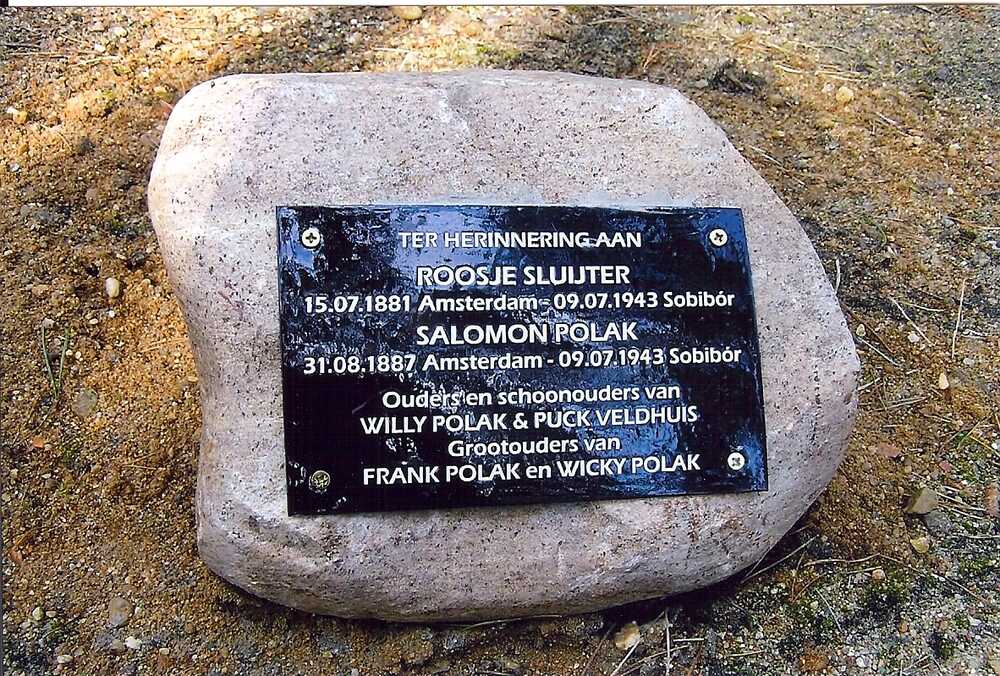 TER HERINNERING AAN
ROOSJE SLUIJTER
15.07.1881 Amsterdam - 09.07.1943 Sobibór
SALOMON POLAK
31.08.1887 Amsterdam - 09.07.1943 Sobibór
Ouders en schoonouders van
WILLY POLAK & PUCK VELDHUIS
Grootouders van
FRANK POLAK en WICKY POLAK